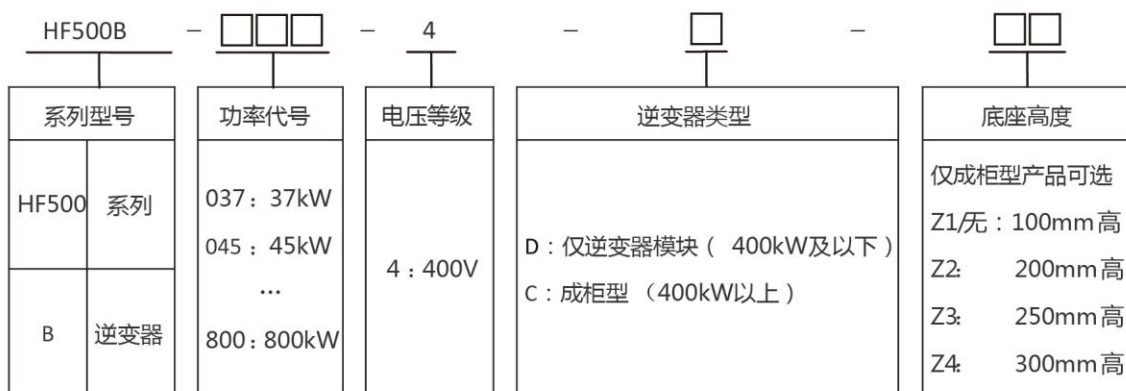 HF500B - □□□ - 4 - □ - □□
系列型号 功率代号 电压等级 逆变器类型 底座高度
HF500 系列
B 逆变器
037：37kW
045：45kW
...
800：800kW
4：400V
D：仅逆变器模块（ 400kW及以下）
C：成柜型 （400kW以上）
仅成柜型产品可选
Z1/无：100mm高
Z2: 200mm高
Z3: 250mm高
Z4: 300mm高